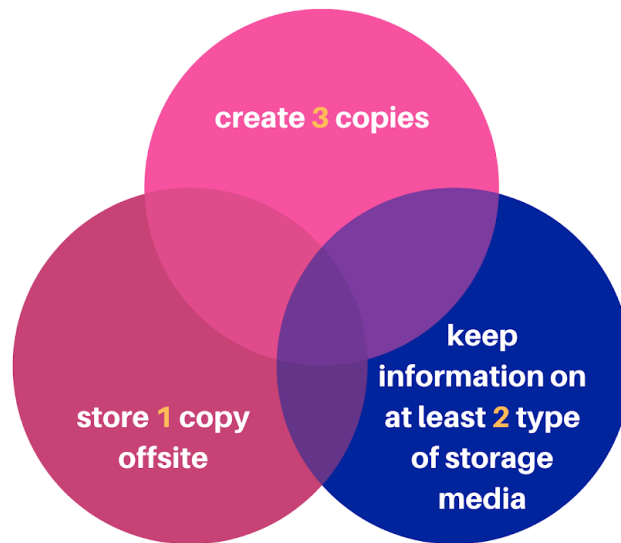 create 3 copies
store 1 copy
offsite
keep
information on
at least 2 type
of storage
media